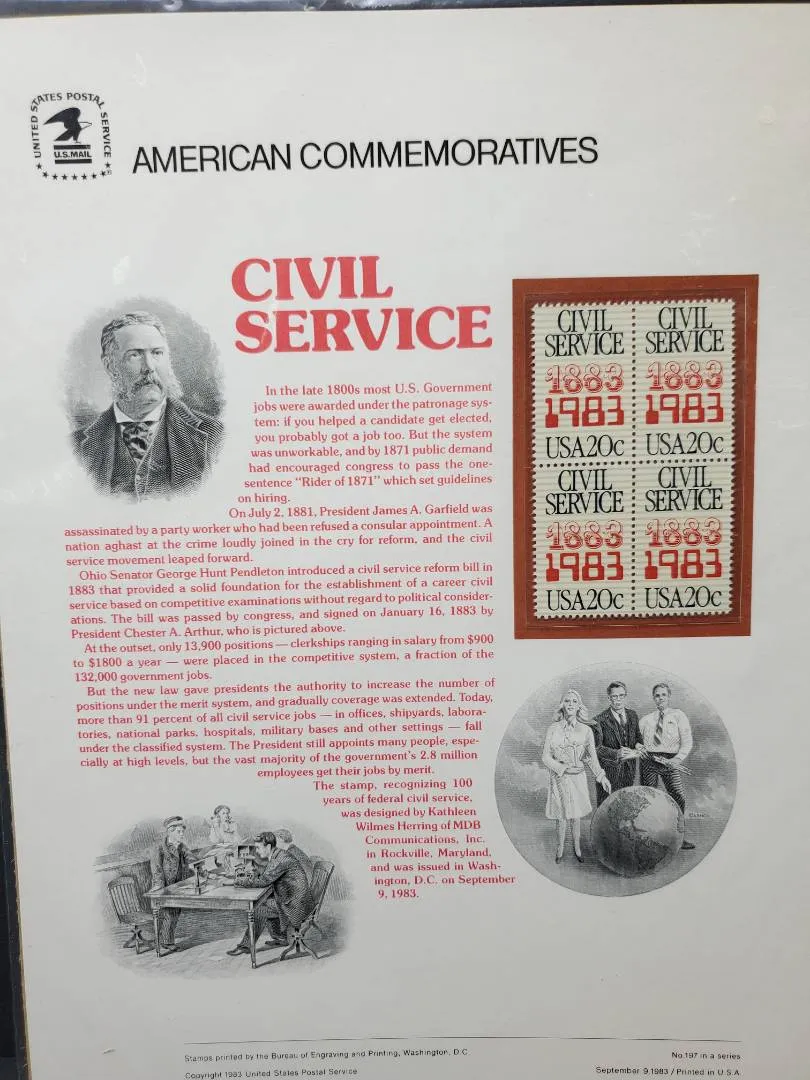 UNITED STATES POSTAL SERVICE
U.S.MAIL
AMERICAN COMMEMORATIVES
CIVIL
SERVICE
In the late 1800s most U.S. Government
jobs were awarded under the patronage sys-
tem: if you helped a candidate get elected,
you probably got a job too. But the system
was unworkable, and by 1871 public demand
had encouraged congress to pass the one-
sentence "Rider of 1871" which set guidelines
on hiring.
On July 2, 1881, President James A. Garfield was
assassinated by a party worker who had been refused a consular appointment. A
nation aghast at the crime loudly joined in the cry for reform, and the civil
service movement leaped forward.
Ohio Senator George Hunt Pendleton introduced a civil service reform bill in
1883 that provided a solid foundation for the establishment of a career civil
service based on competitive examinations without regard to political consider-
ations. The bill was passed by congress, and signed on January 16, 1883 by
President Chester A. Arthur, who is pictured above.
At the outset, only 13,900 positions — clerkships ranging in salary from $900
to $1800 a year — were placed in the competitive system, a fraction of the
132,000 government jobs.
But the new law gave presidents the authority to increase the number of
positions under the merit system, and gradually coverage was extended. Today,
more than 91 percent of all civil service jobs — in offices, shipyards, labora-
tories, national parks, hospitals, military bases and other settings — fall
under the classified system. The President still appoints many people, espe-
cially at high levels, but the vast majority of the government's 2.8 million
employees get their jobs by merit.
The stamp, recognizing 100
years of federal civil service,
was designed by Kathleen
Wilmes Herring of MDB
Communications, Inc.
in Rockville, Maryland,
and was issued in Wash-
ington, D.C. on September
9, 1983.
CIVIL
SERVICE
1883
1983
USA20c
CIVIL
SERVICE
1883
1983
USA20c
CIVIL
SERVICE
1883
1983
USA20c
CIVIL
SERVICE
1883
1983
USA20c
Stamps printed by the Bureau of Engraving and Printing, Washington, D.C.
Copyright 1983 United States Postal Service
No.197 in a series
September 9,1983 / Printed in U.S.A.